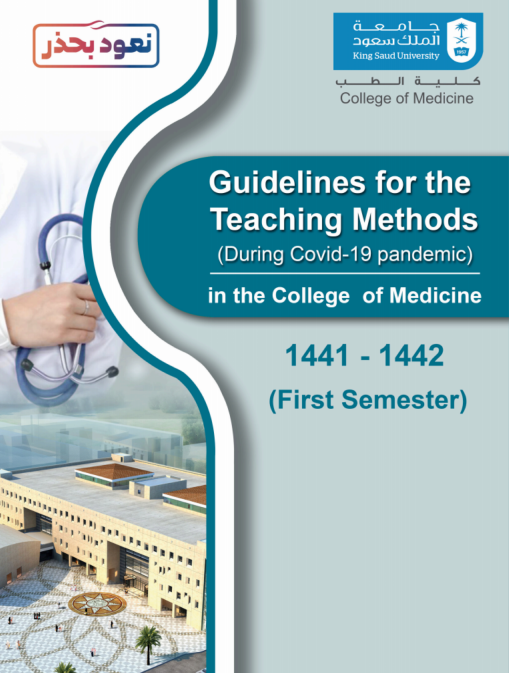 نعود بحذر
جامعة
الملك سعود
King Saud University
1957
كلية الطب
College of Medicine
Guidelines for the
Teaching Methods
(During Covid-19 pandemic)
in the College of Medicine
1441 - 1442
(First Semester)